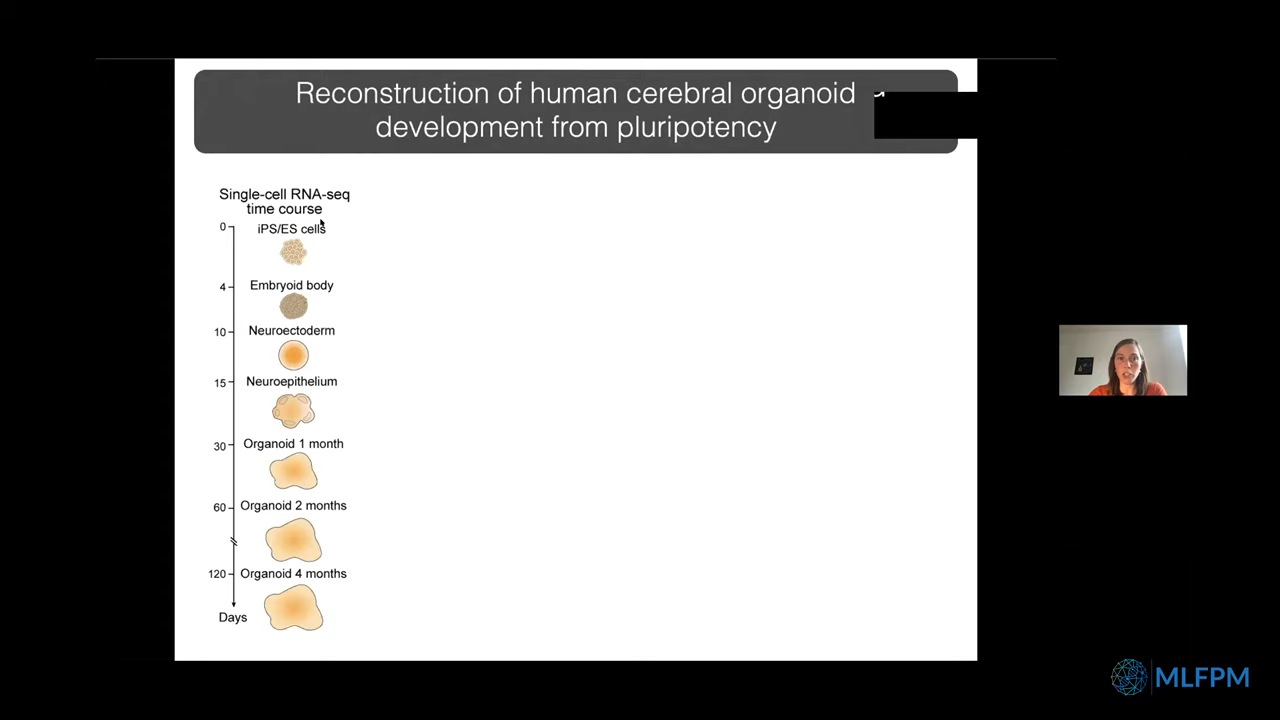 Reconstruction of human cerebral organoid
development from pluripotency
Single-cell RNA-seq
time course
0
iPS/ES cells
4
Embryoid body
10
Neuroectoderm
15
Neuroepithelium
30
Organoid 1 month
60
Organoid 2 months
120
Organoid 4 months
Days
MLFPM